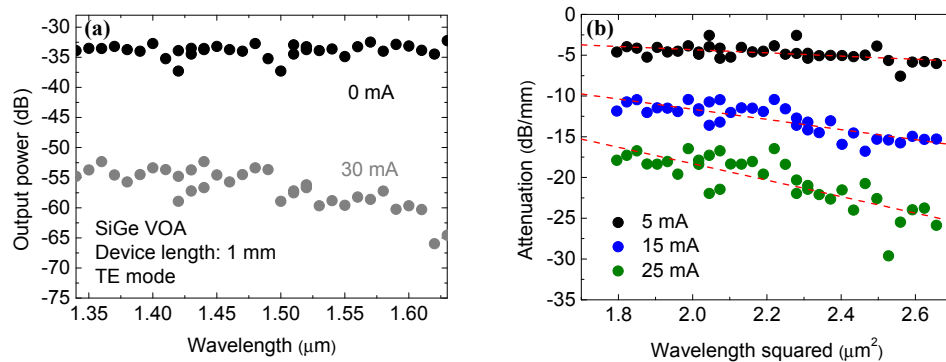 (a)
Output power (dB)
-30
-35
-40
-45
-50
-55
-60
-65
-70
-75
0 mA
30 mA
SiGe VOA
Device length: 1 mm
TE mode
1.35 1.40 1.45 1.50 1.55 1.60
Wavelength (μm)
(b)
Attenuation (dB/mm)
0
-5
-10
-15
-20
-25
-30
-35
5 mA
15 mA
25 mA
1.8 2.0 2.2 2.4 2.6
Wavelength squared (μm²)